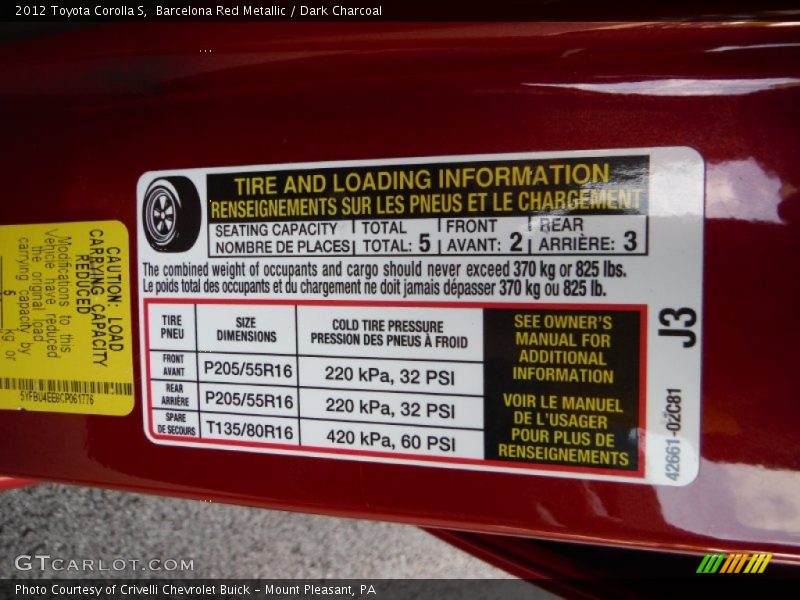 2012 Toyota Corolla S, Barcelona Red Metallic / Dark Charcoal
TIRE AND LOADING INFORMATION
RENSEIGNEMENTS SUR LES PNEUS ET LE CHARGEMENT
SEATING CAPACITY TOTAL FRONT REAR
NOMBRE DE PLACES TOTAL: 5 AVANT: 2 ARRIÈRE: 3
The combined weight of occupants and cargo should never exceed 370 kg or 825 lbs.
Le poids total des occupants et du chargement ne doit jamais dépasser 370 kg ou 825 lb.
TIRE
PNEU
SIZE
DIMENSIONS
COLD TIRE PRESSURE
PRESSION DES PNEUS À FROID
FRONT
AVANT
P205/55R16
220 kPa, 32 PSI
REAR
ARRIÈRE
P205/55R16
220 kPa, 32 PSI
SPARE
DE SECOURS
T135/80R16
420 kPa, 60 PSI
SEE OWNER'S
MANUAL FOR
ADDITIONAL
INFORMATION
VOIR LE MANUEL
DE L'USAGER
POUR PLUS DE
RENSEIGNEMENTS
J3
42661-02C81
CAUTION: LOAD
CARRYING CAPACITY
REDUCED
Modifications to this
Vehicle have reduced
the original load
carrying capacity by
5 kg or
5YFBU4EE8CP061776
GTCARLOT.COM
Photo Courtesy of Crivelli Chevrolet Buick - Mount Pleasant, PA